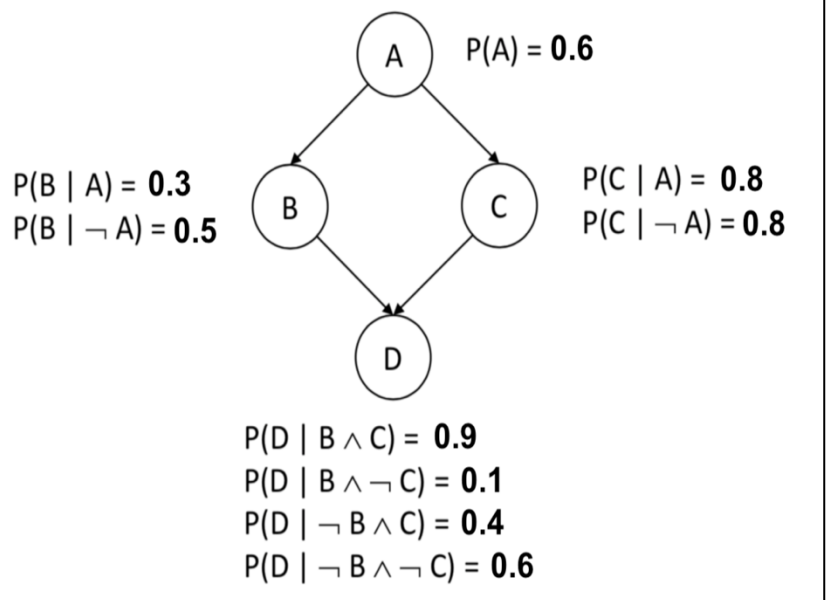 A
P(A) = 0.6
P(B | A) = 0.3
P(B | ¬ A) = 0.5
B
C
P(C | A) = 0.8
P(C | ¬ A) = 0.8
D
P(D | B ∧ C) = 0.9
P(D | B ∧ ¬ C) = 0.1
P(D | ¬ B ∧ C) = 0.4
P(D | ¬ B ∧ ¬ C) = 0.6